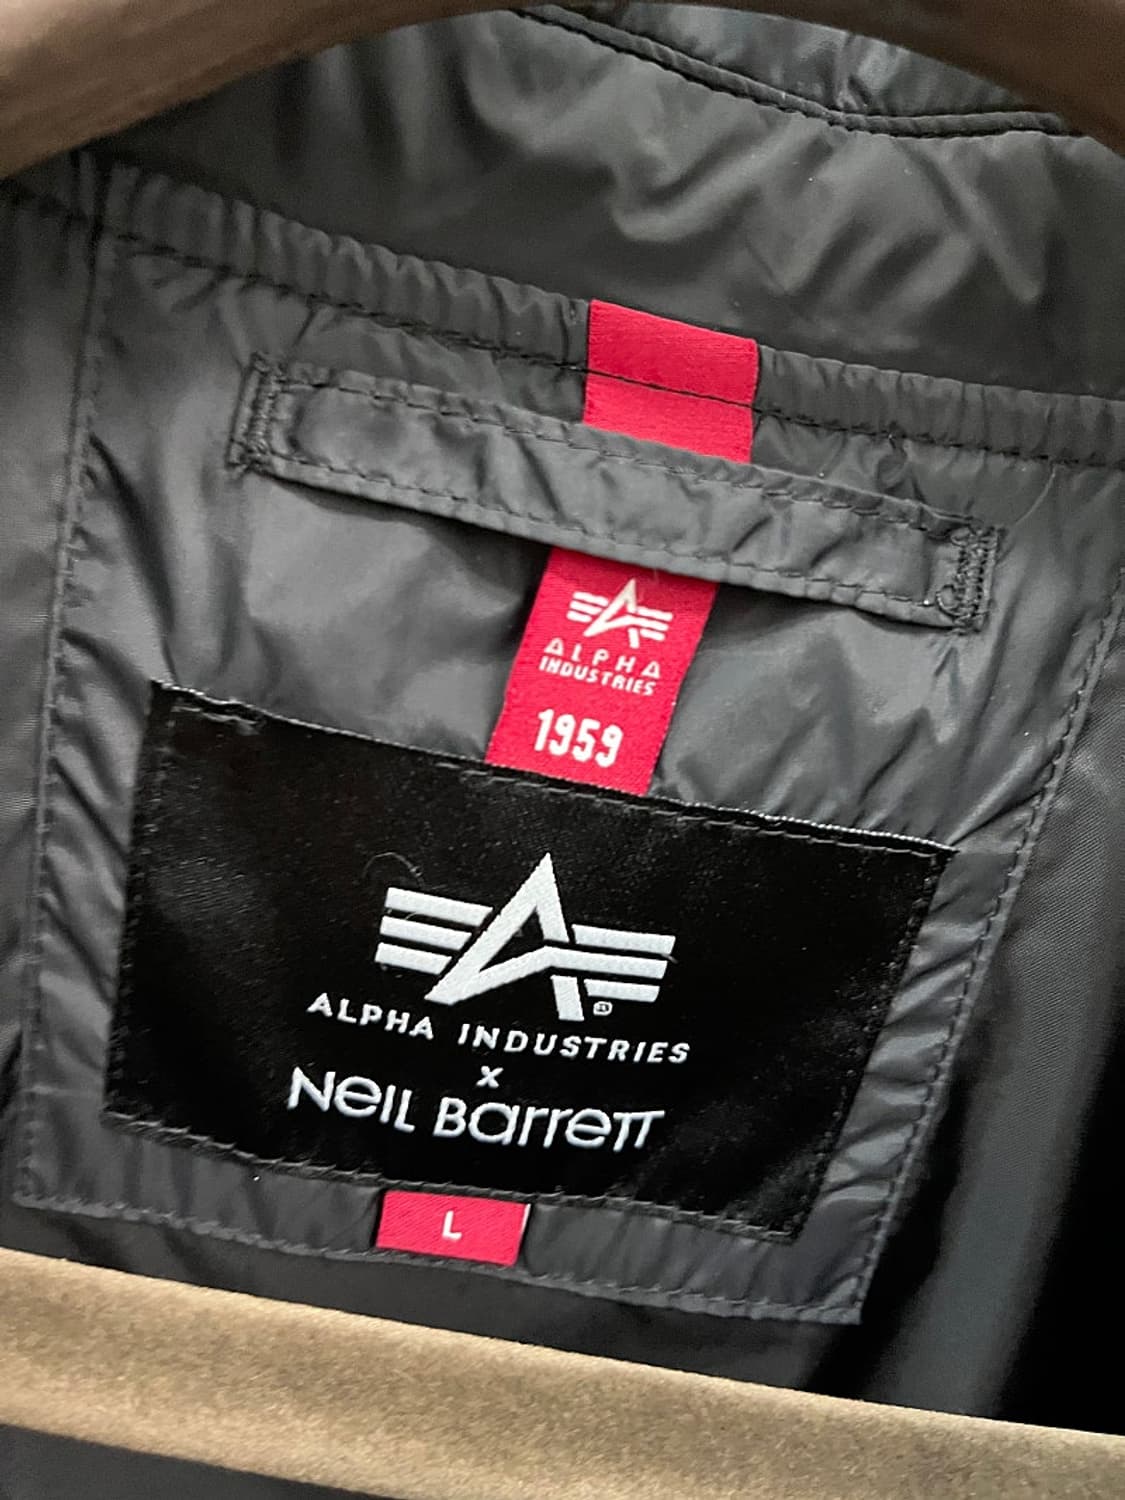 ALPHA
INDUSTRIES
1959
ALPHA INDUSTRIES
x
NeIL Barrett
L